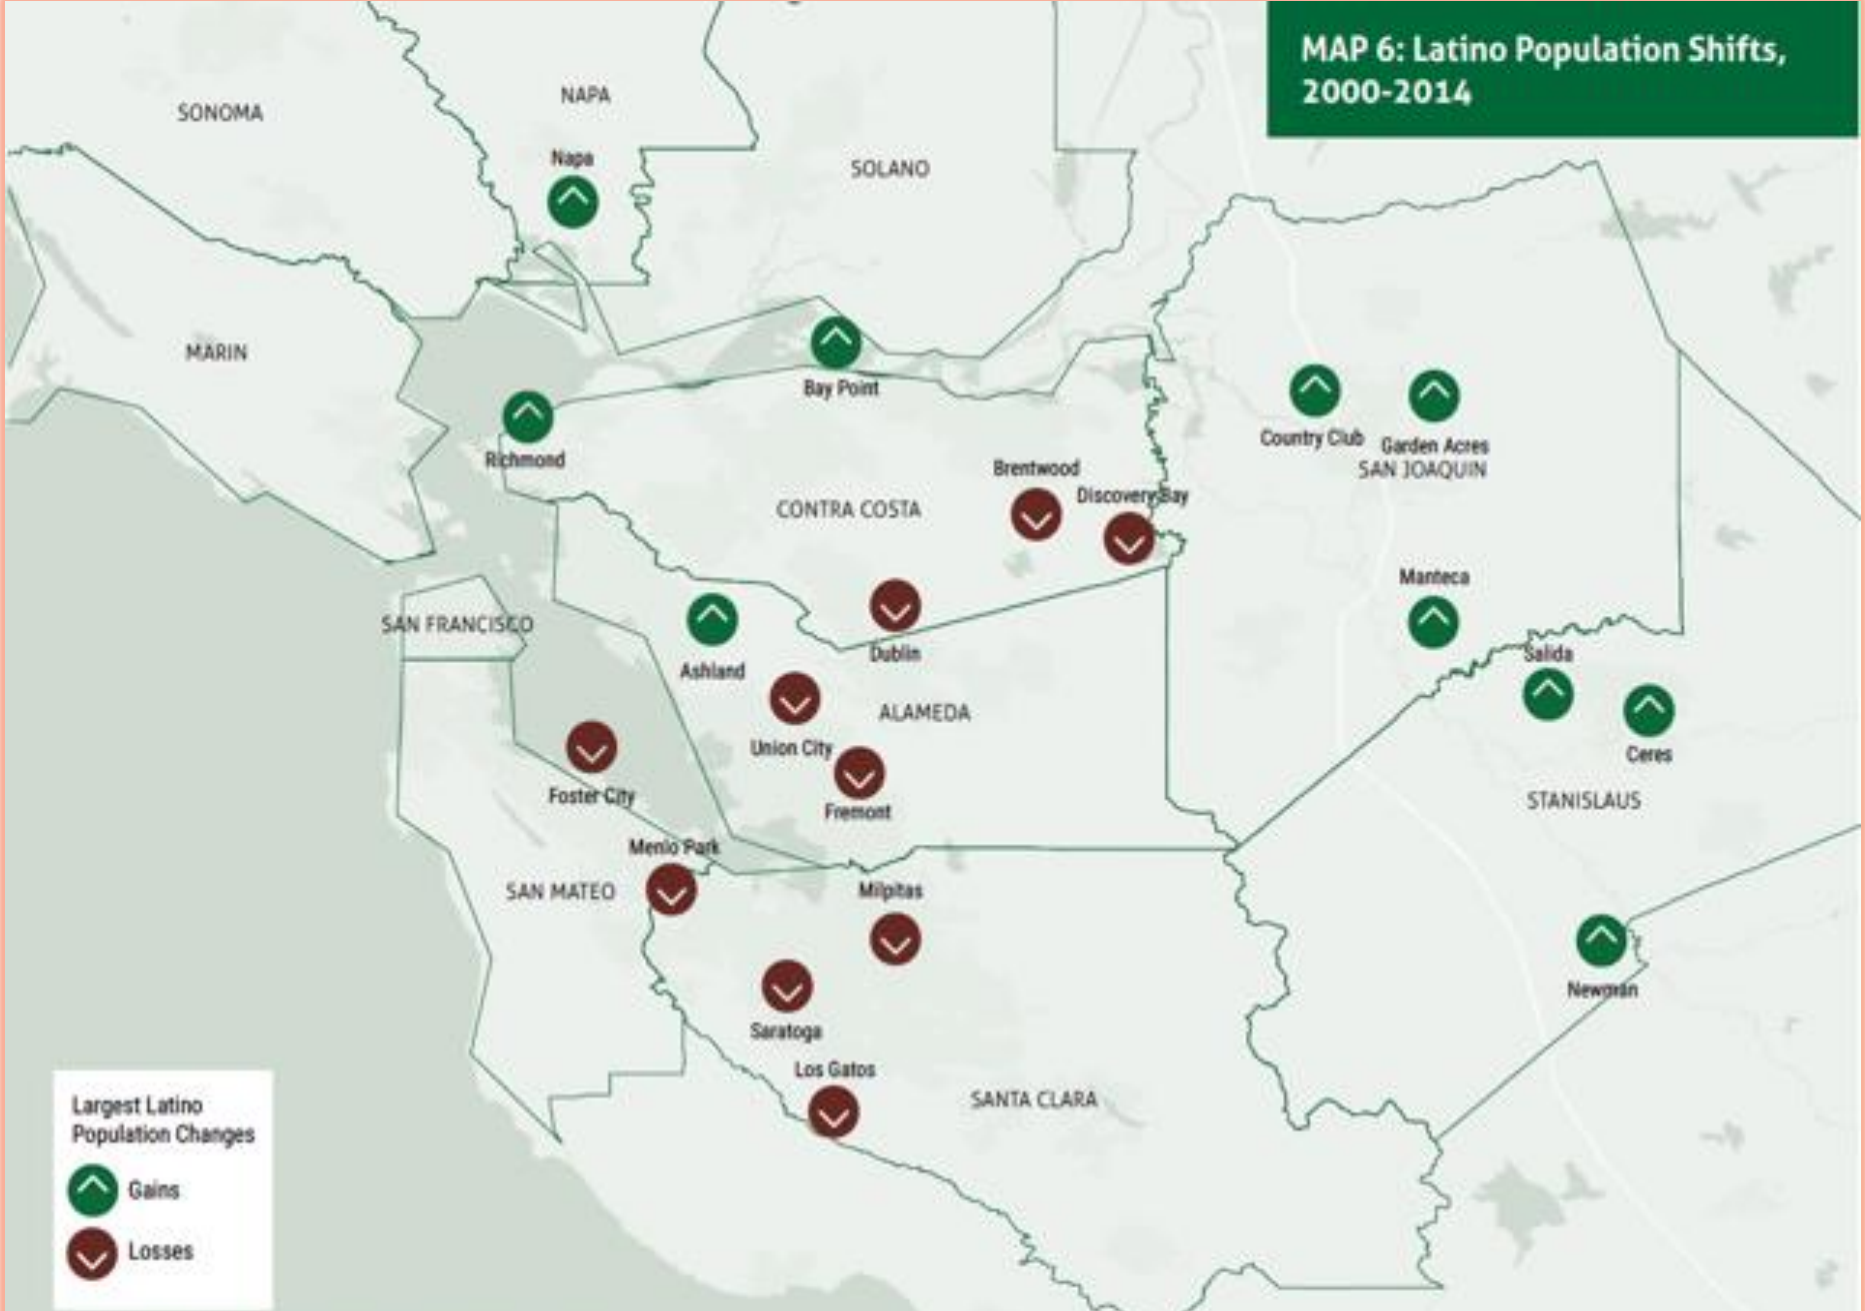 MAP 6: Latino Population Shifts,
2000-2014
SONOMA
NAPA
Napa
SOLANO
MARIN
Bay Point
Richmond
Country Club
Garden Acres
SAN JOAQUIN
Brentwood
Discovery Bay
CONTRA COSTA
Manteca
SAN FRANCISCO
Dublin
Salida
Ashland
ALAMEDA
Union City
Ceres
Foster City
Fremont
STANISLAUS
Menlo Park
SAN MATEO
Milpitas
Newman
Saratoga
Los Gatos
SANTA CLARA
Largest Latino
Population Changes
Gains
Losses